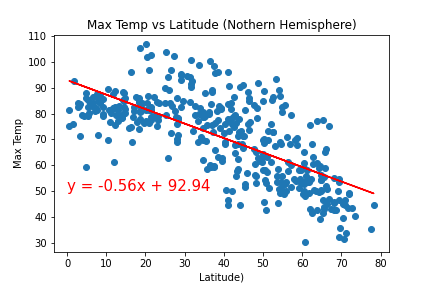 Max Temp vs Latitude (Nothern Hemisphere)
110
100
90
80
70
60
50
40
30
Max Temp
y = -0.56x + 92.94
0 10 20 30 40 50 60 70 80
Latitude)